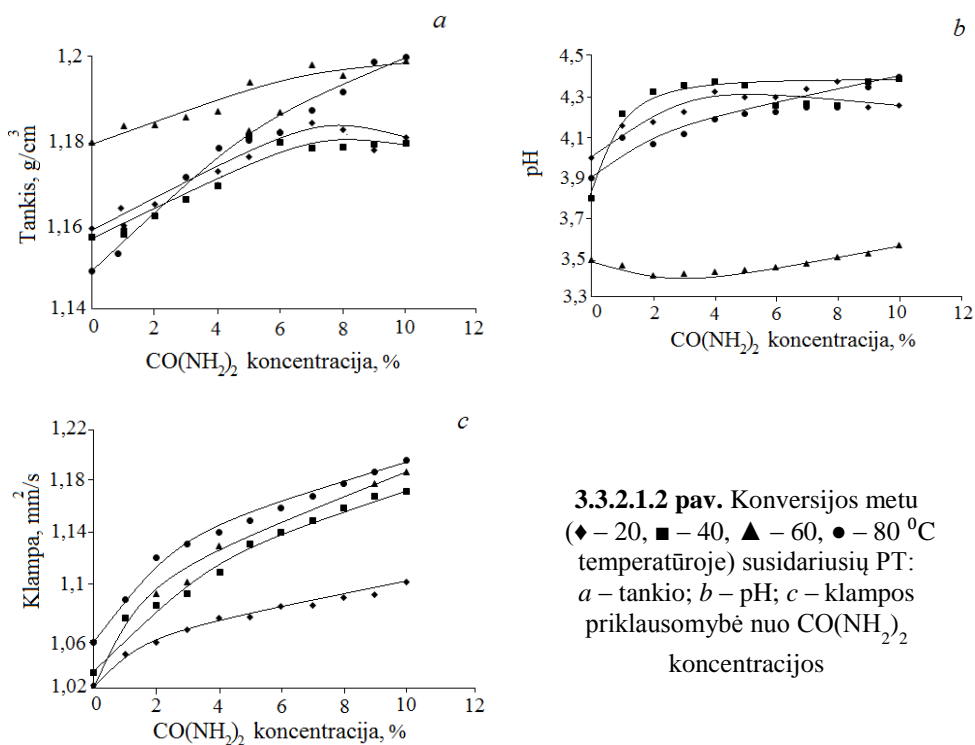 a
Tankis, g/cm³
1,2
1,18
1,16
1,14
0 2 4 6 8 10 12
CO(NH₂)₂ koncentracija, %
b
pH
4,5
4,3
4,1
3,9
3,7
3,5
3,3
0 2 4 6 8 10 12
CO(NH₂)₂ koncentracija, %
c
Klampa, mm²/s
1,22
1,18
1,14
1,1
1,06
1,02
0 2 4 6 8 10 12
CO(NH₂)₂ koncentracija, %
3.3.2.1.2 pav. Konversijos metu
(♦ – 20, ■ – 40, ▲ – 60, ● – 80 ⁰C
temperatūroje) susidariusių PT:
a – tankio; b – pH; c – klampos
priklausomybė nuo CO(NH₂)₂
koncentracijos